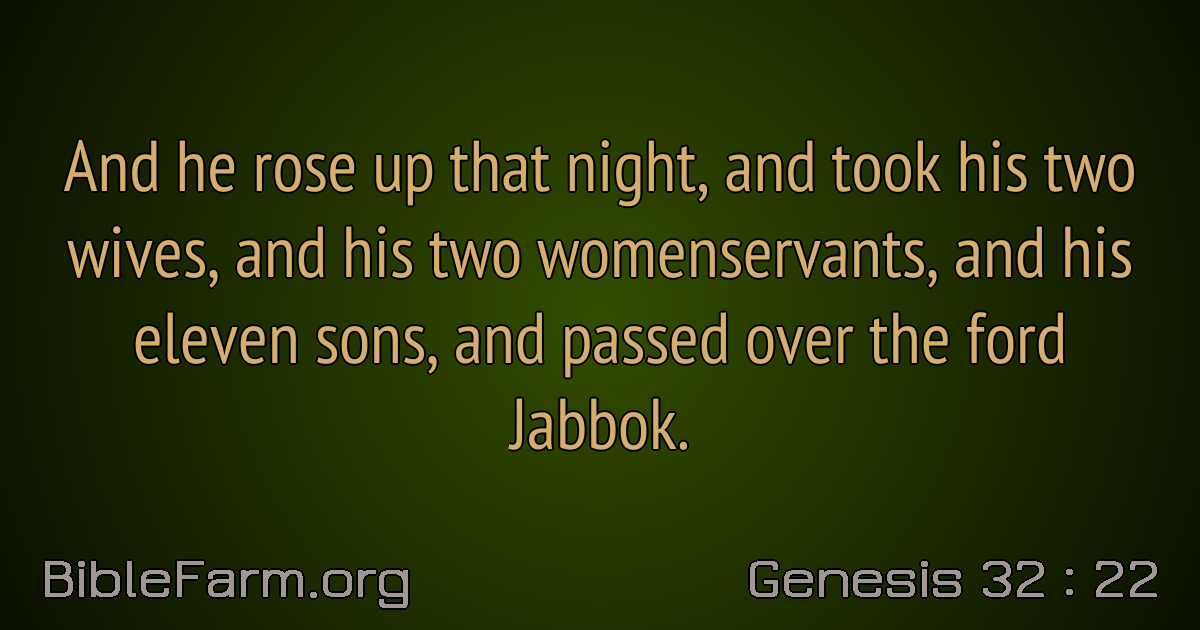 And he rose up that night, and took his two
wives, and his two womenservants, and his
eleven sons, and passed over the ford
Jabbok.
BibleFarm.org
Genesis 32 : 22